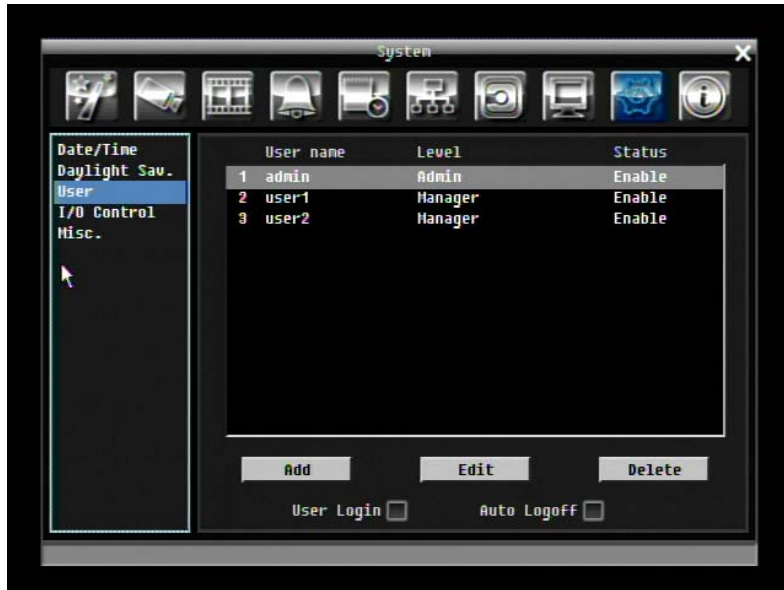 System
Date/Time
Daylight Sav.
User
I/O Control
Misc.
User name Level Status
1 admin Admin Enable
2 user1 Manager Enable
3 user2 Manager Enable
Add Edit Delete
User Login Auto Logoff